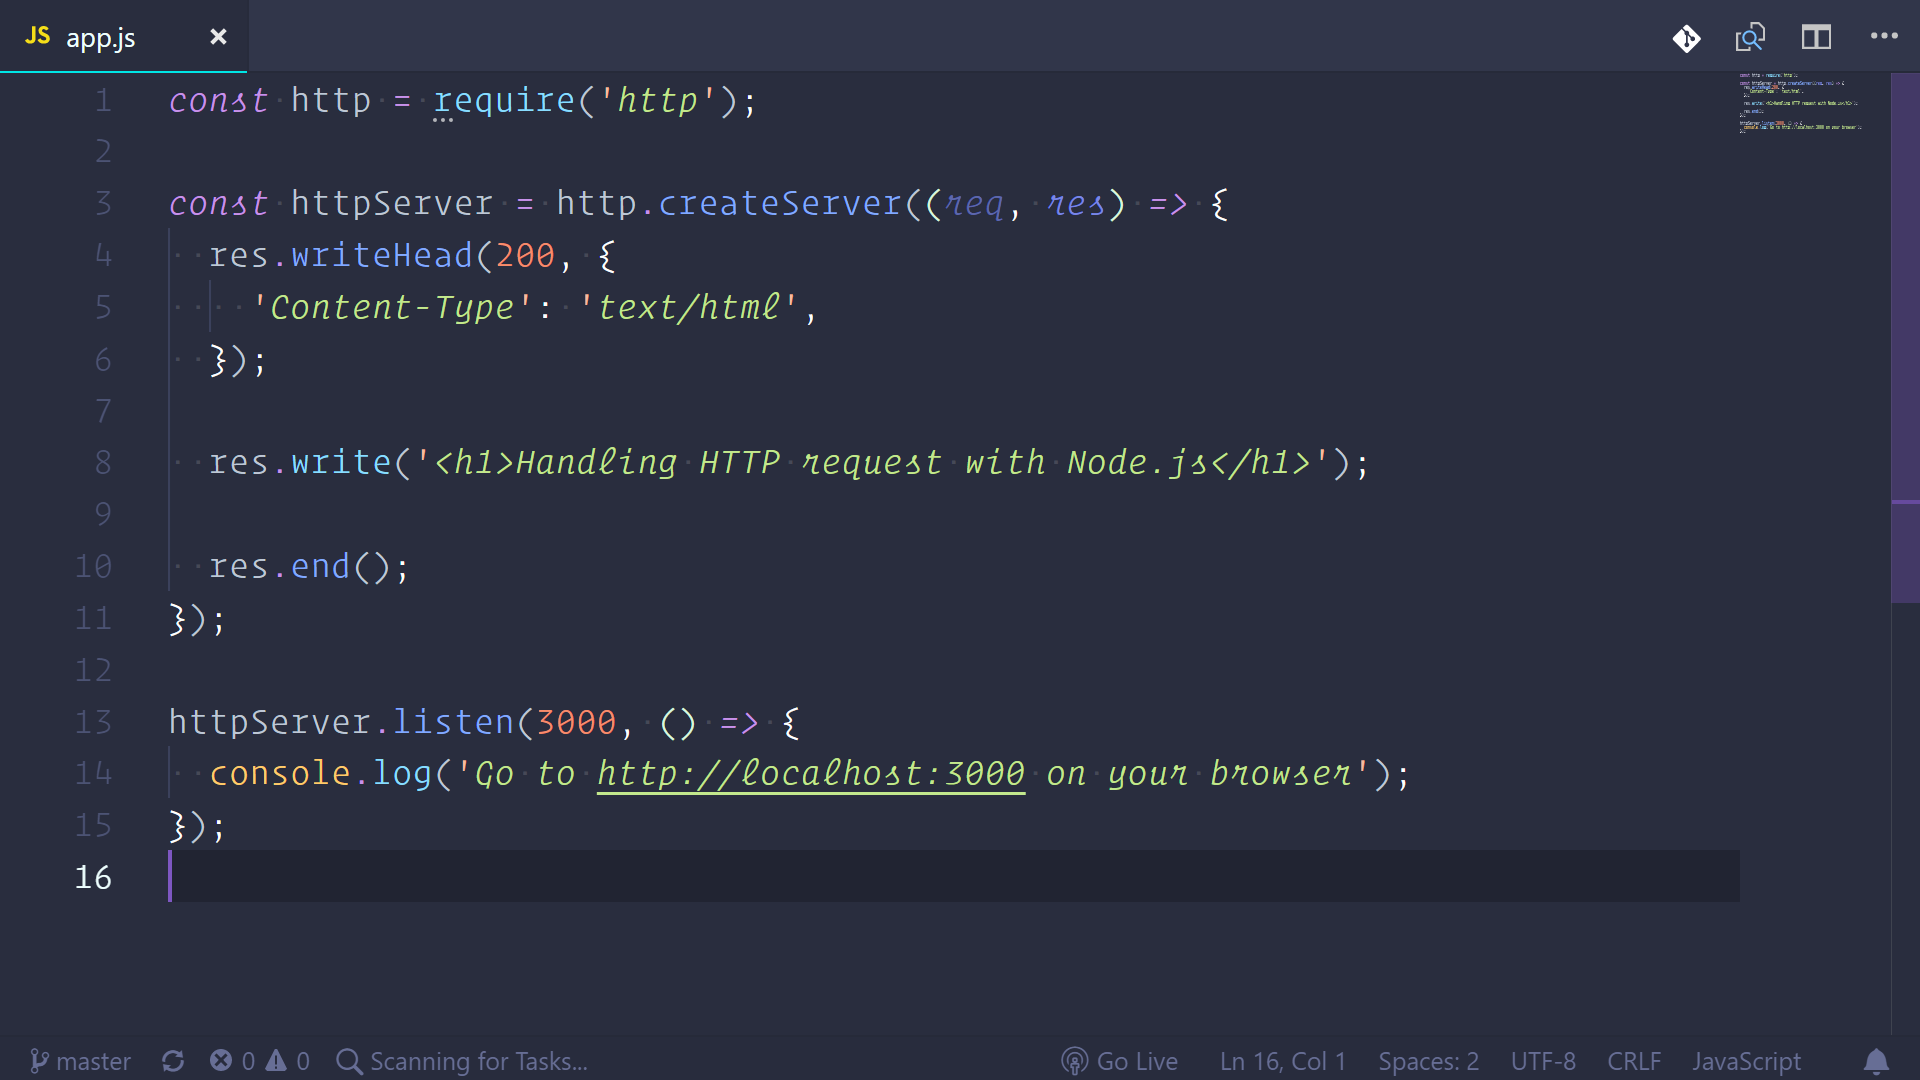 JS app.js ×
1 const http = require('http');
2
3 const httpServer = http.createServer((req, res) => {
4   res.writeHead(200, {
5     'Content-Type': 'text/html',
6   });
7
8   res.write('<h1>Handling HTTP request with Node.js</h1>');
9
10   res.end();
11 });
12
13 httpServer.listen(3000, () => {
14   console.log('Go to http://localhost:3000 on your browser');
15 });
16
master 0 0 Scanning for Tasks... Go Live Ln 16, Col 1 Spaces: 2 UTF-8 CRLF JavaScript